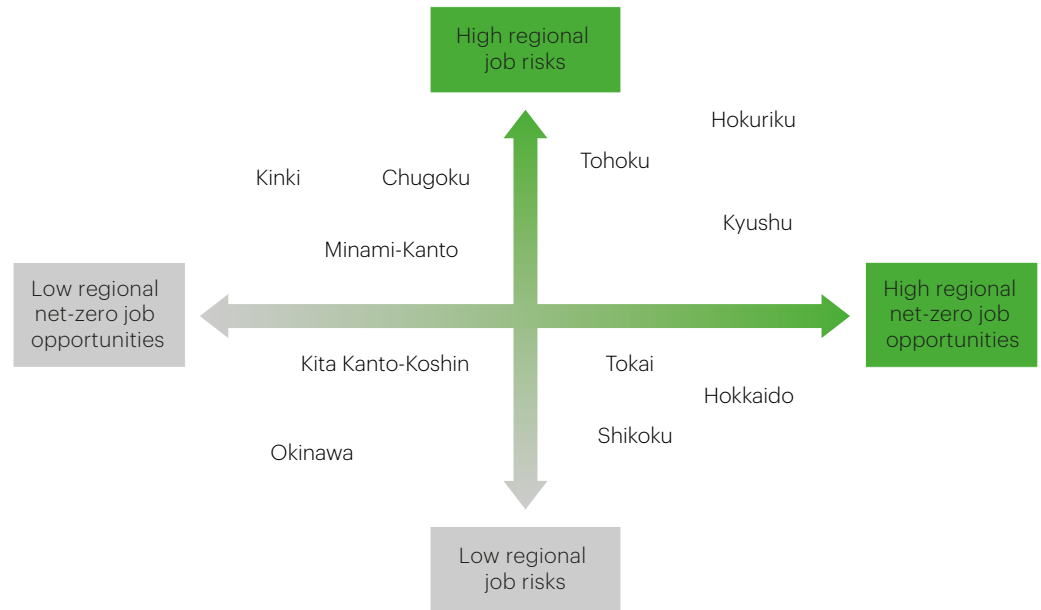 High regional
job risks
Hokuriku
Tohoku
Kinki
Chugoku
Kyushu
Minami-Kanto
Low regional
net-zero job
opportunities
High regional
net-zero job
opportunities
Kita Kanto-Koshin
Tokai
Hokkaido
Shikoku
Okinawa
Low regional
job risks